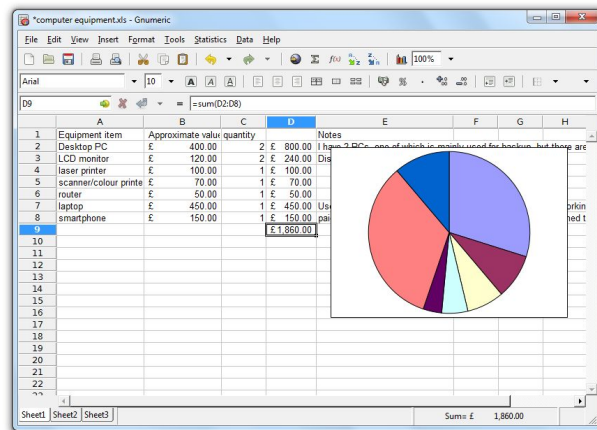 *computer equipment.xls - Gnumeric
File Edit View Insert Format Tools Statistics Data Help
100%
Arial 10
D9 = =sum(D2:D8)
A B C D E F G H
1 Equipment item Approximate value quantity Notes
2 Desktop PC £ 400.00 2 £ 800.00 I have 2 PCs, one of which is mainly used for backup, but there are
3 LCD monitor £ 120.00 2 £ 240.00 Dis
4 laser printer £ 100.00 1 £ 100.00
5 scanner/colour printe £ 70.00 1 £ 70.00
6 router £ 50.00 1 £ 50.00
7 laptop £ 450.00 1 £ 450.00 Use orkin
8 smartphone £ 150.00 1 £ 150.00 paid ned t
9 £1,860.00
10
11
12
13
14
15
16
17
18
19
20
21
22
Sheet1 Sheet2 Sheet3 Sum= £ 1,860.00